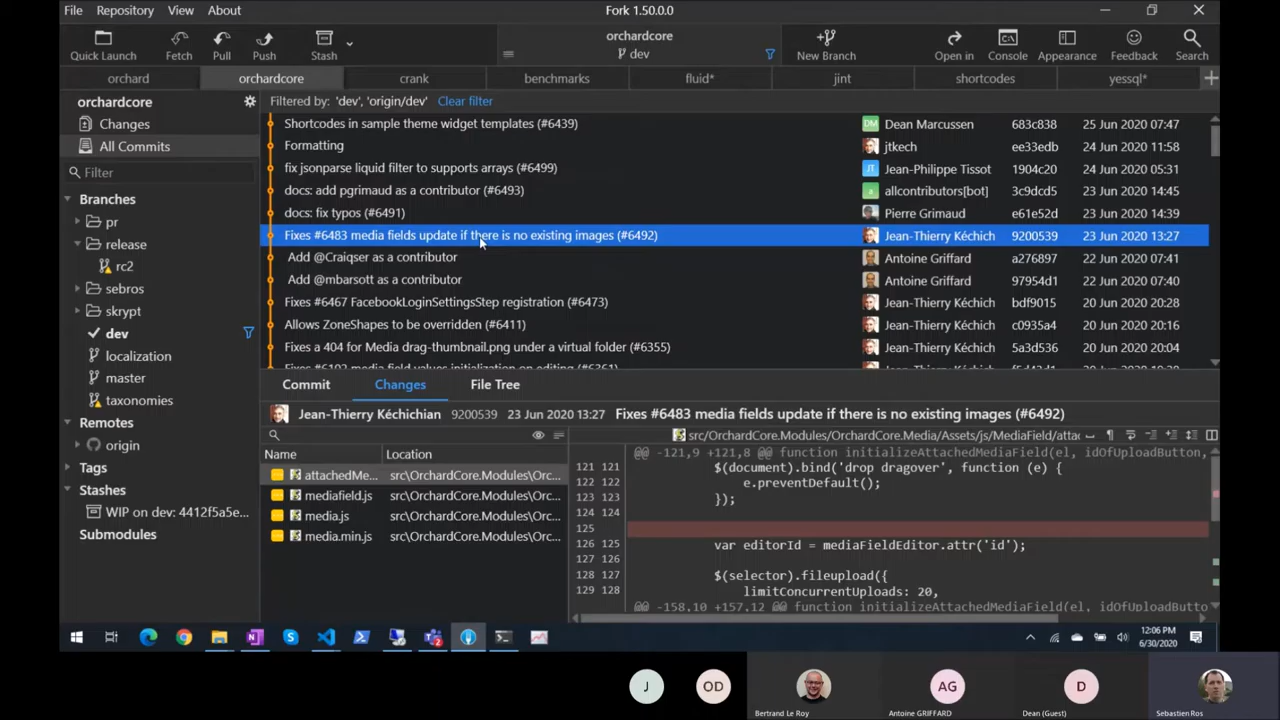 File Repository View About Fork 1.50.0.0
Quick Launch Fetch Pull Push Stash orchardcore dev New Branch Open in Console Appearance Feedback Search
orchard orchardcore crank benchmarks fluid* jint shortcodes yessql*
orchardcore
Changes
All Commits
Filter
Branches
pr
release
rc2
sebros
skrypt
dev
localization
master
taxonomies
Remotes
origin
Tags
Stashes
WIP on dev: 4412f5a5e...
Submodules
Filtered by: 'dev', 'origin/dev' Clear filter
Shortcodes in sample theme widget templates (#6439) DM Dean Marcussen 683c838 25 Jun 2020 07:47
Formatting jtkech ee33edb 24 Jun 2020 11:58
fix jsonparse liquid filter to supports arrays (#6499) JT Jean-Philippe Tissot 1904c20 24 Jun 2020 05:51
docs: add pgrimaud as a contributor (#6493) a allcontributors[bot] 3c9dcd5 23 Jun 2020 14:45
docs: fix typos (#6491) Pierre Grimaud e61e52d 23 Jun 2020 14:39
Fixes #6483 media fields update if there is no existing images (#6492) Jean-Thierry Kéchich 9200539 23 Jun 2020 13:27
Add @Craiqser as a contributor Antoine Griffard a276897 22 Jun 2020 07:41
Add @mbarsott as a contributor Antoine Griffard 97954d1 22 Jun 2020 07:40
Fixes #6467 FacebookLoginSettingsStep registration (#6473) Jean-Thierry Kéchich bdf9015 20 Jun 2020 20:28
Allows ZoneShapes to be overridden (#6411) Jean-Thierry Kéchich c0935a4 20 Jun 2020 20:16
Fixes a 404 for Media drag-thumbnail.png under a virtual folder (#6355) Jean-Thierry Kéchich 5a3d536 20 Jun 2020 20:04
Commit Changes File Tree
Jean-Thierry Kéchichian 9200539 23 Jun 2020 13:27 Fixes #6483 media fields update if there is no existing images (#6492)
Name Location
attachedMe... src\OrchardCore.Modules\Orc...
mediafield.js src\OrchardCore.Modules\Orc...
media.js src\OrchardCore.Modules\Orc...
media.min.js src\OrchardCore.Modules\Orc...
src/OrchardCore.Modules/OrchardCore.Media/Assets/js/MediaField/attac
@@ -121,9 +121,8 @@ function initializeAttachedMediaField(el, idOfUploadButton,
121 121 $(document).bind('drop dragover', function (e) {
122 122 e.preventDefault();
123 123 });
124 124
125
126 125 var editorId = mediaFieldEditor.attr('id');
127 126
128 127 $(selector).fileupload({
129 128 limitConcurrentUploads: 20,
@@ -158,10 +157,12 @@ function initializeAttachedMediaField(el, idOfUploadButto
12:06 PM
6/30/2020
J OD AG D
Bertrand Le Roy Antoine GRIFFARD Dean (Guest) Sebastien Ros